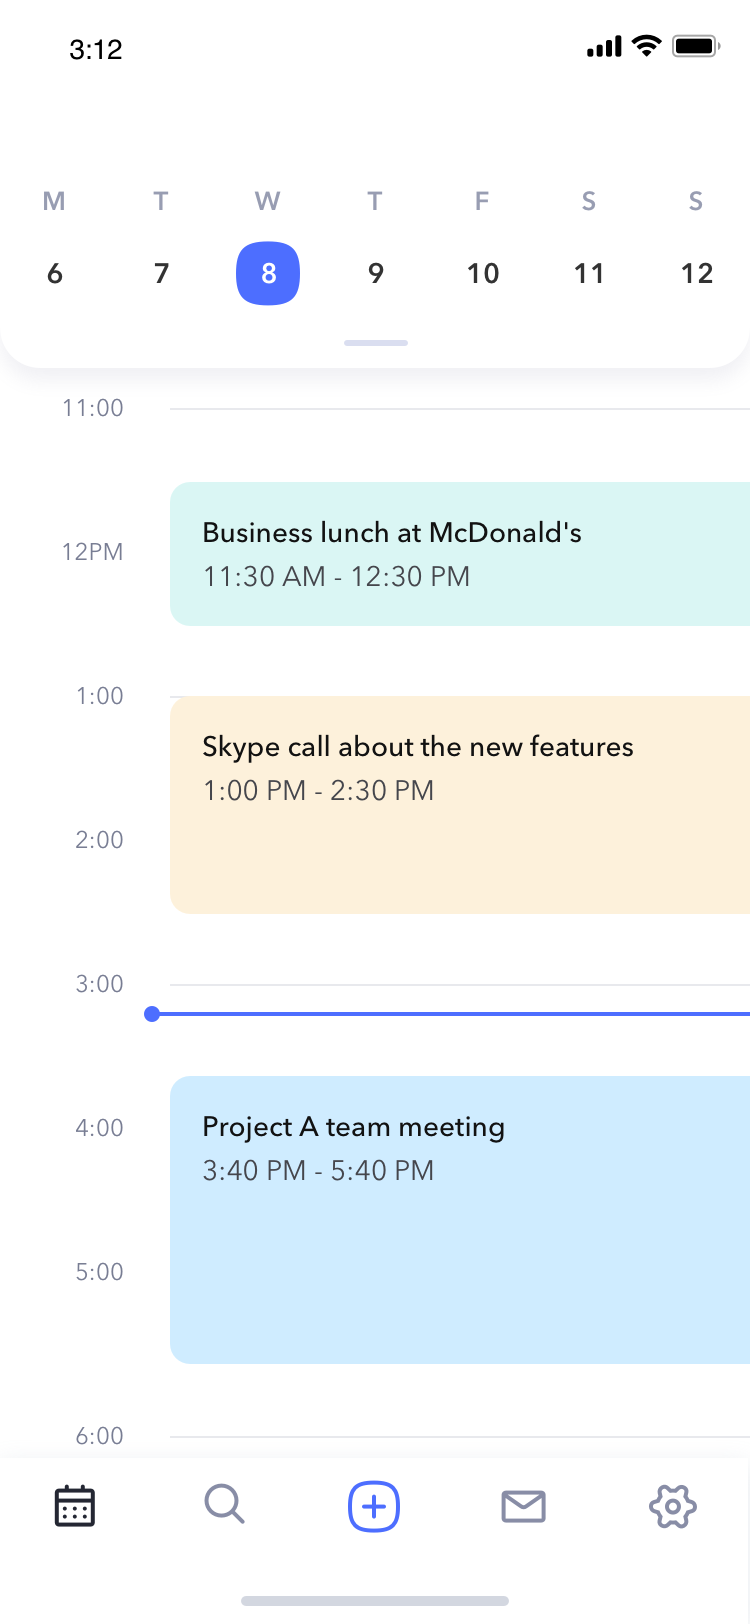 3:12
M T W T F S S
6 7 8 9 10 11 12
11:00
Business lunch at McDonald's
12PM
11:30 AM - 12:30 PM
1:00
Skype call about the new features
1:00 PM - 2:30 PM
2:00
3:00
Project A team meeting
4:00
3:40 PM - 5:40 PM
5:00
6:00